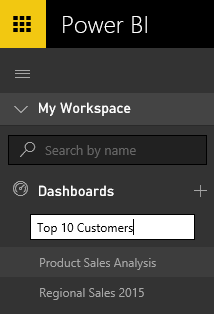 Power BI
My Workspace
Search by name
Dashboards
Top 10 Customers
Product Sales Analysis
Regional Sales 2015